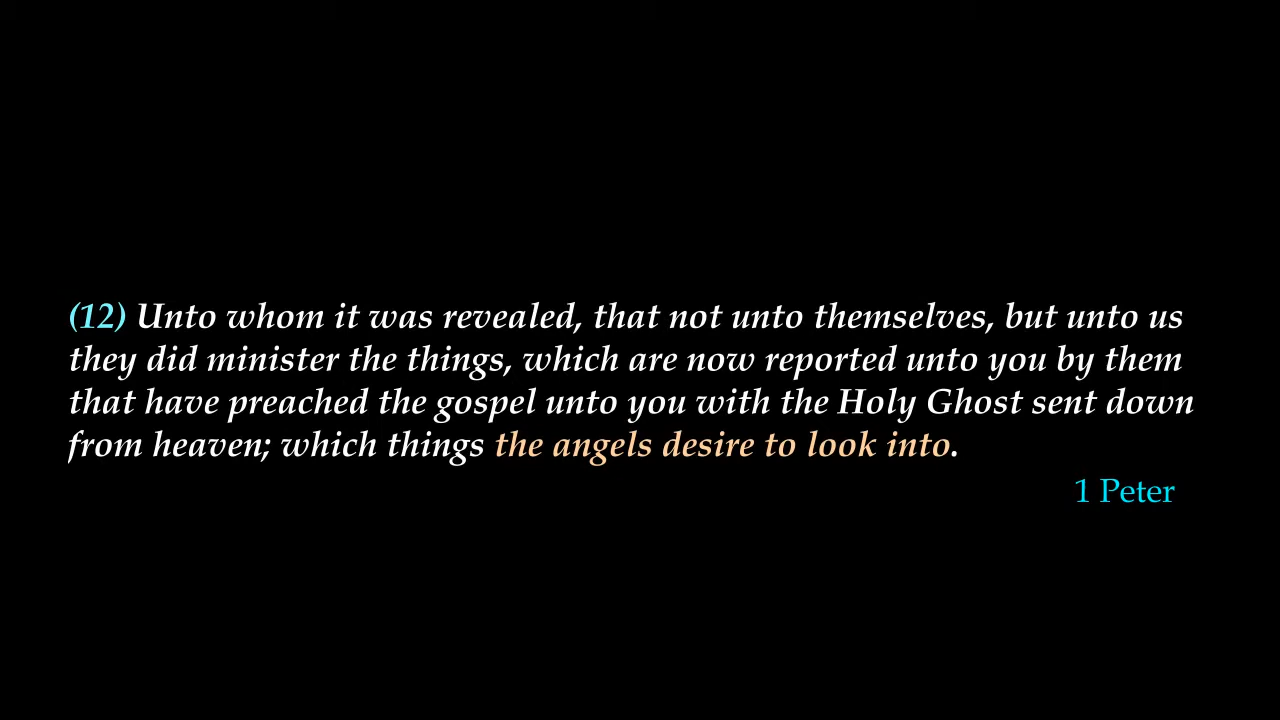 (12) Unto whom it was revealed, that not unto themselves, but unto us
they did minister the things, which are now reported unto you by them
that have preached the gospel unto you with the Holy Ghost sent down
from heaven; which things the angels desire to look into.
1 Peter